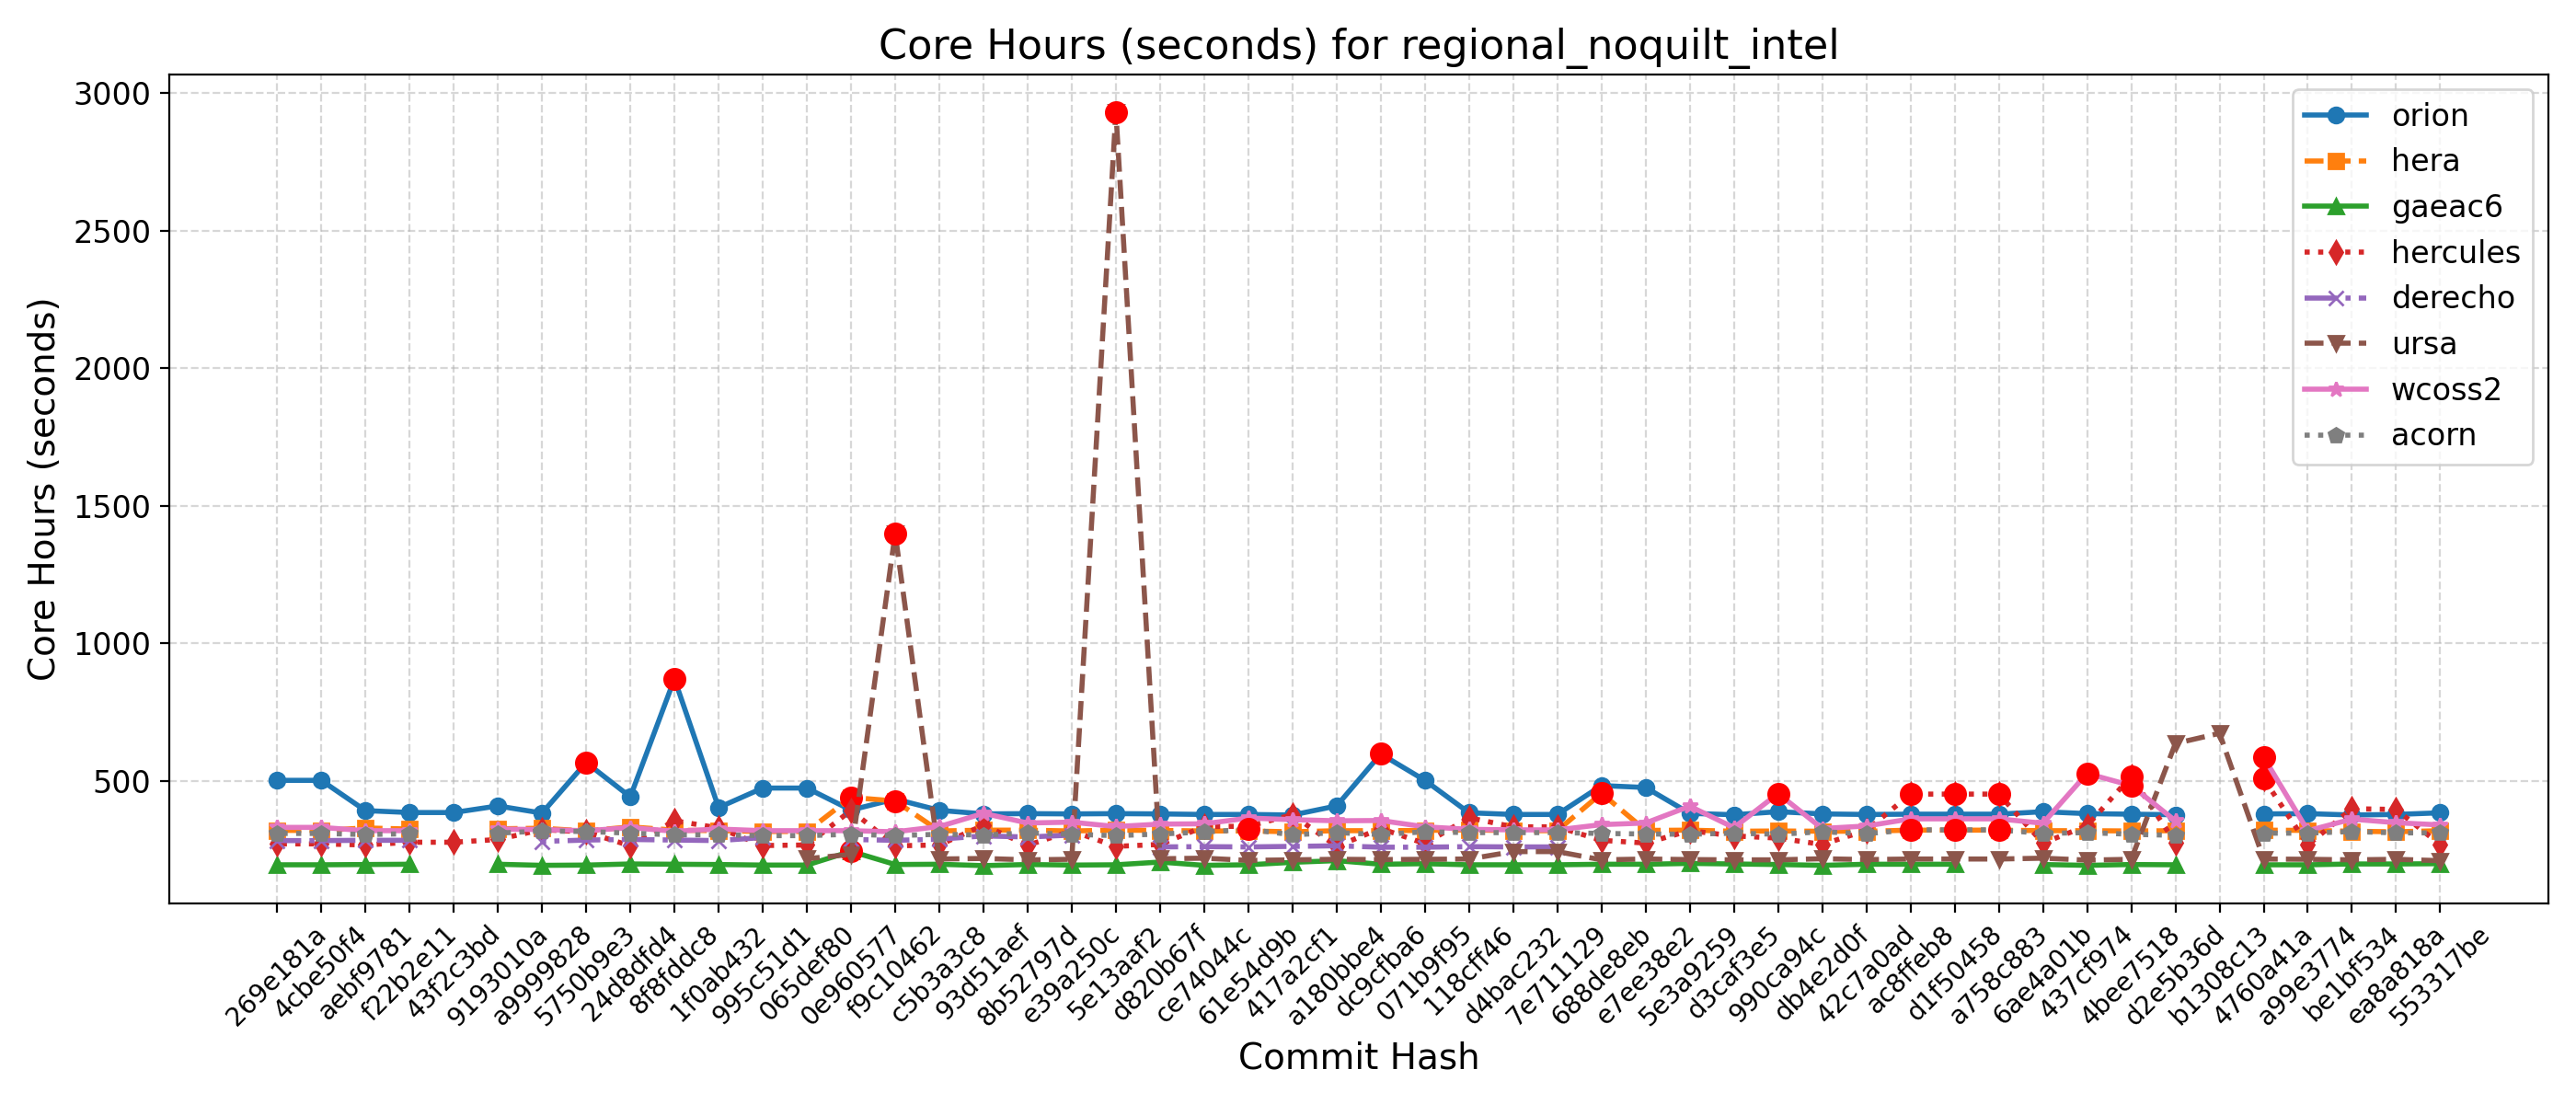 Core Hours (seconds) for regional_noquilt_intel
Core Hours (seconds)
3000
2500
2000
1500
1000
500
orion
hera
gaeac6
hercules
derecho
ursa
wcoss2
acorn
269e181a
4cbe50f4
aebf9781
f22b2e11
43f2c3bd
9193010a
a9999828
5750b9e3
24d8dfd4
8f8fddc8
1f0ab432
995c51d1
065def80
0e960577
f9c10462
c5b3a3c8
93d51aef
8b52797d
e39a250c
5e13aaf2
d820b67f
ce74044c
61e54d9b
417a2cf1
a180bbe4
dc9cfba6
071b9f95
118cff46
d4bac232
7e711129
688de8eb
e7ee38e2
5e3a9259
d3caf3e5
990ca94c
db4e2d0f
42c7a0ad
ac8ffeb8
d1f50458
a758c883
6ae4a01b
437cf974
4bee7518
d2e5b36d
b1308c13
4760a41a
a99e3774
be1bf534
ea8a818a
553317be
Commit Hash